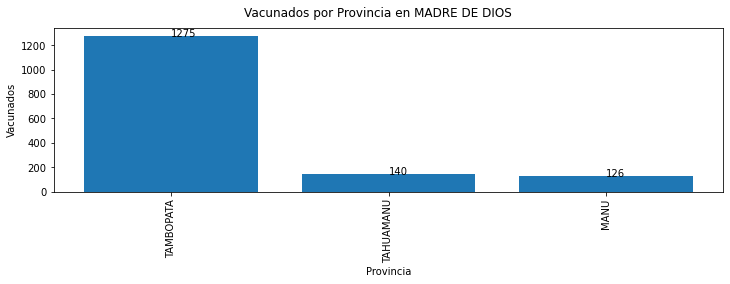 Vacunados por Provincia en MADRE DE DIOS
Vacunados
1200
1000
800
600
400
200
0
1275
140
126
TAMBOPATA
TAHUAMANU
MANU
Provincia